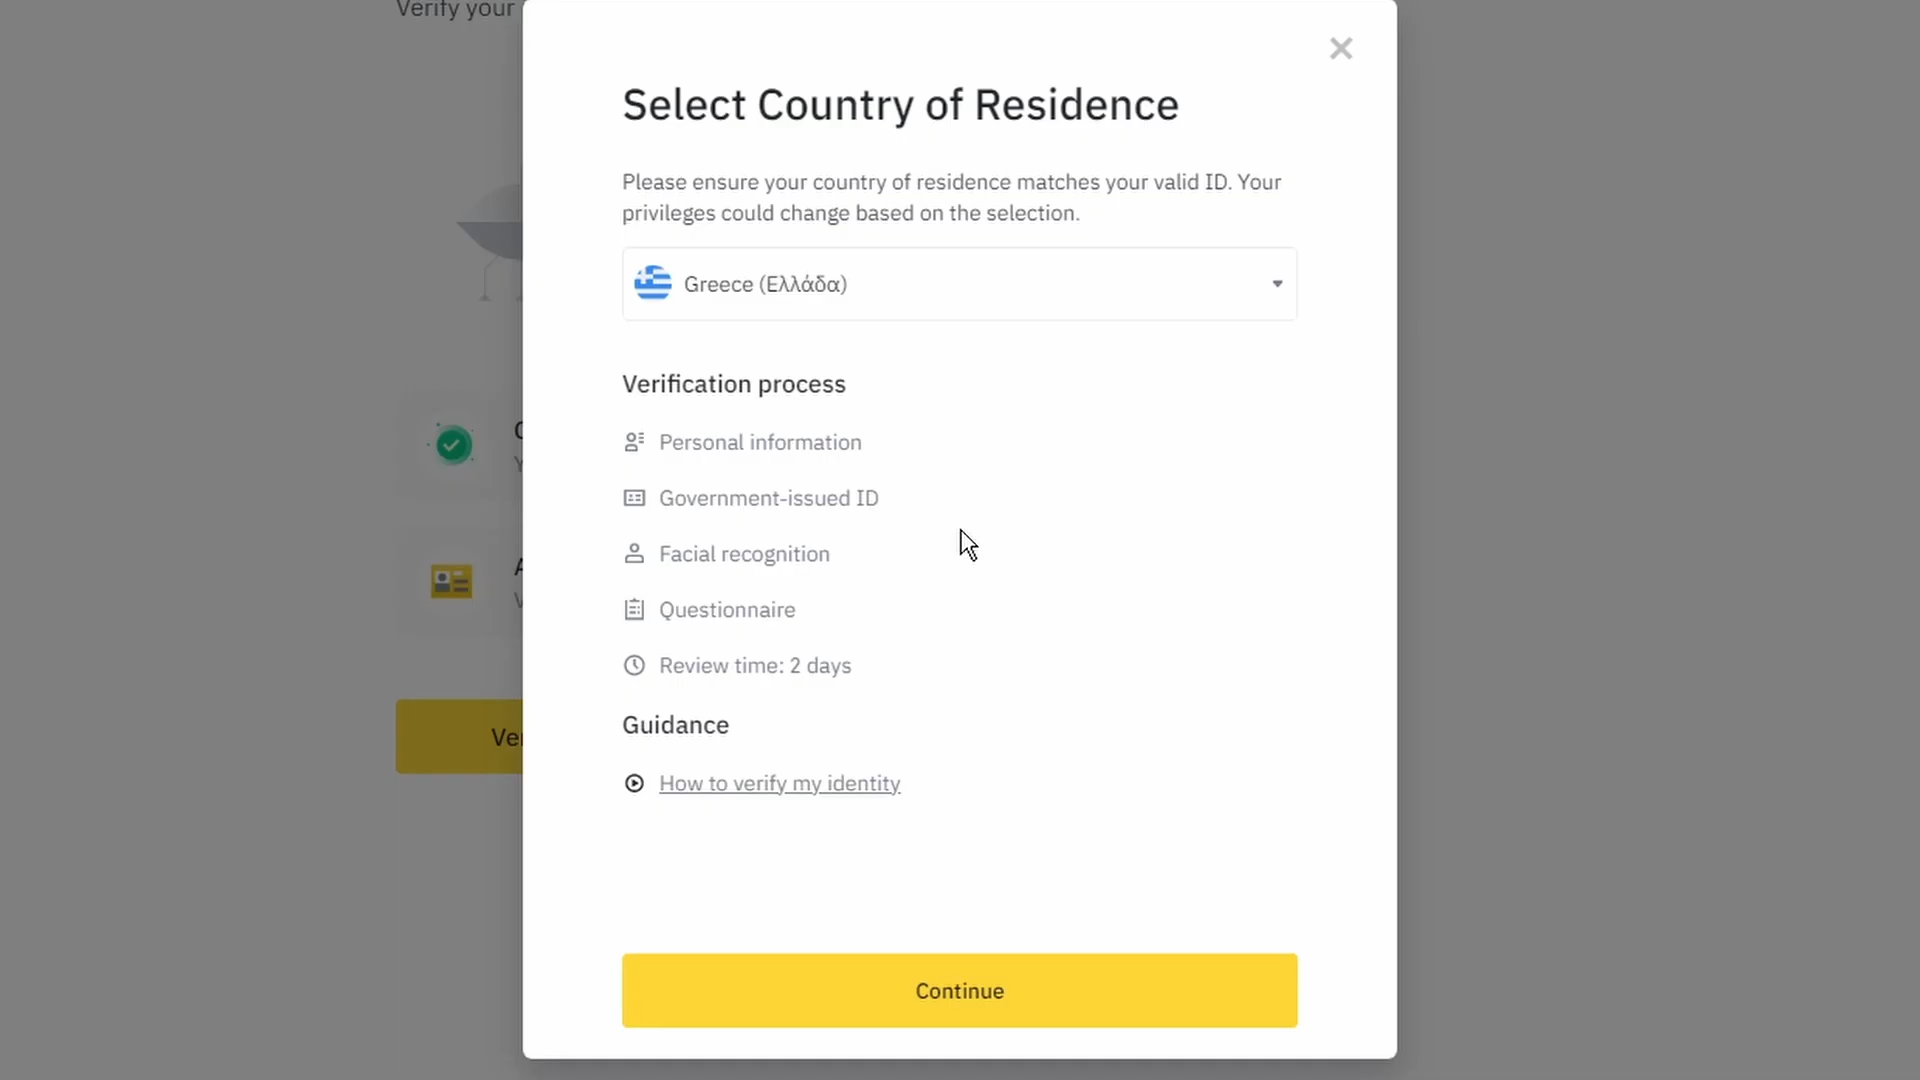 Verify your
Select Country of Residence
Please ensure your country of residence matches your valid ID. Your
privileges could change based on the selection.
Greece (Ελλάδα)
Verification process
Personal information
Government-issued ID
Facial recognition
Questionnaire
Review time: 2 days
Guidance
How to verify my identity
Continue